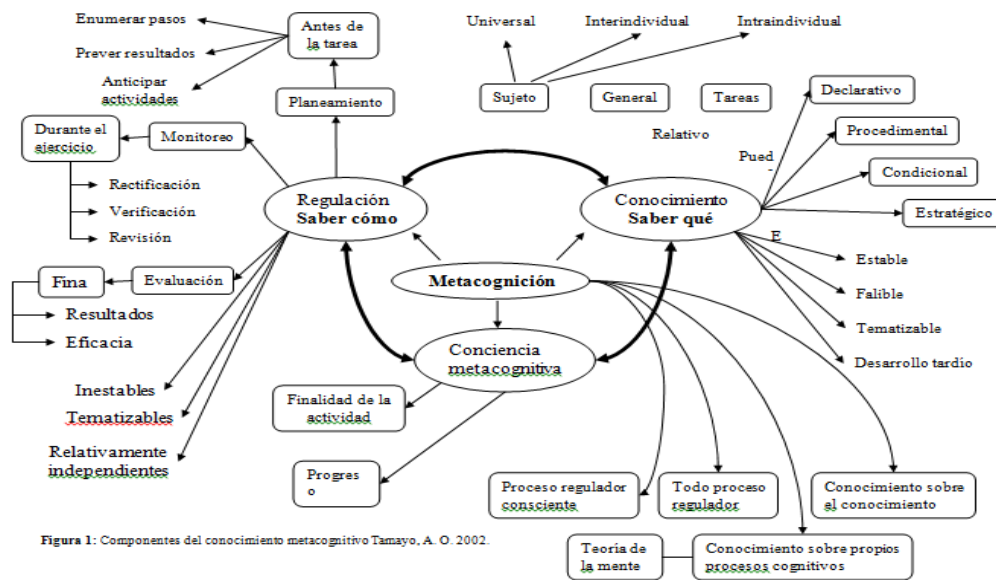 Enumerar pasos
Prever resultados
Anticipar
actividades
Antes de
la tarea
Planeamiento
Universal
Interindividual
Intraindividual
Sujeto
General
Tareas
Relativo
Pued
Declarativo
Procedimental
Condicional
Estratégico
Durante el
ejercicio
Monitoreo
Rectificación
Verificación
Revisión
Regulación
Saber cómo
Conocimiento
Saber qué
E
Estable
Falible
Tematizable
Desarrollo tardío
Fina
Evaluación
Resultados
Eficacia
Metacognición
Conciencia
metacognitiva
Inestables
Tematizables
Relativamente
independientes
Finalidad de la
actividad
Progres
o
Proceso regulador
consciente
Todo proceso
regulador
Conocimiento sobre
el conocimiento
Teoría de
la mente
Conocimiento sobre propios
procesos cognitivos
Figura 1: Componentes del conocimiento metacognitivo Tamayo, A. O. 2002.